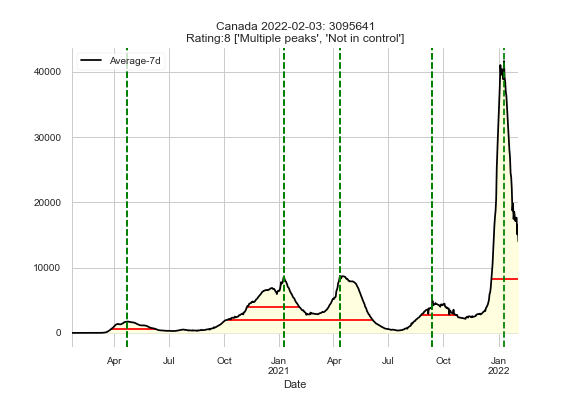 Canada 2022-02-03: 3095641
Rating:8 ['Multiple peaks', 'Not in control']
Average-7d
40000
30000
20000
10000
0
Apr Jul Oct Jan Apr Jul Oct Jan
2021 2022
Date